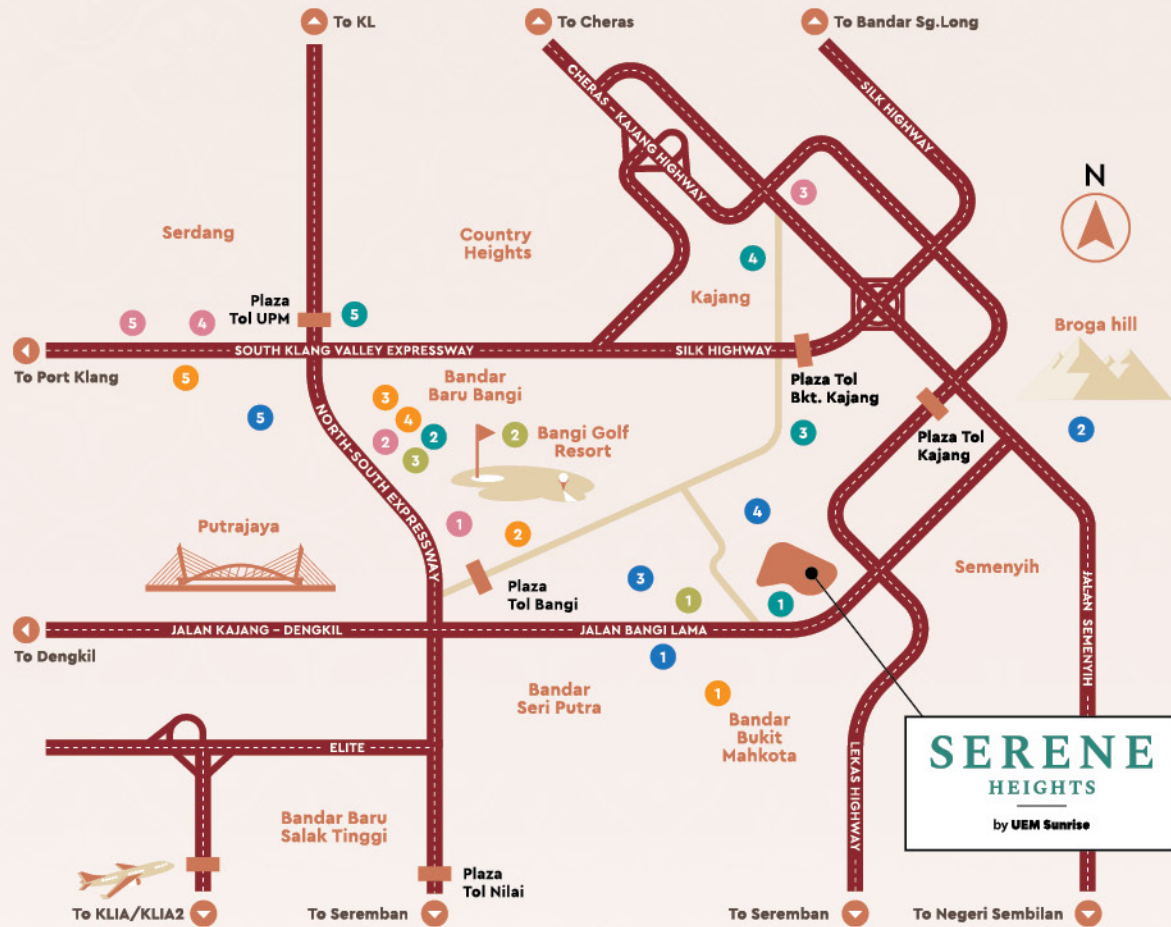 To KL
To Cheras
To Bandar Sg.Long
CHERAS – KAJANG HIGHWAY
SILK HIGHWAY
N
3
Serdang
Country
Heights
4
Kajang
Plaza
Tol UPM
5
5
4
Broga hill
SOUTH KLANG VALLEY EXPRESSWAY
SILK HIGHWAY
To Port Klang
5
Bandar
Baru Bangi
Plaza Tol
Bkt. Kajang
3
4
5
2
2
3
2
Bangi Golf
Resort
3
Plaza Tol
Kajang
2
NORTH-SOUTH EXPRESSWAY
Putrajaya
1
2
4
Semenyih
Plaza
Tol Bangi
3
1
1
JALAN SEMENYIH
JALAN KAJANG – DENGKIL
JALAN BANGI LAMA
To Dengkil
1
Bandar
Seri Putra
1
Bandar
Bukit
Mahkota
ELITE
LEKAS HIGHWAY
SERENE
HEIGHTS
by UEM Sunrise
Bandar Baru
Salak Tinggi
Plaza
Tol Nilai
To KLIA/KLIA2
To Seremban
To Seremban
To Negeri Sembilan